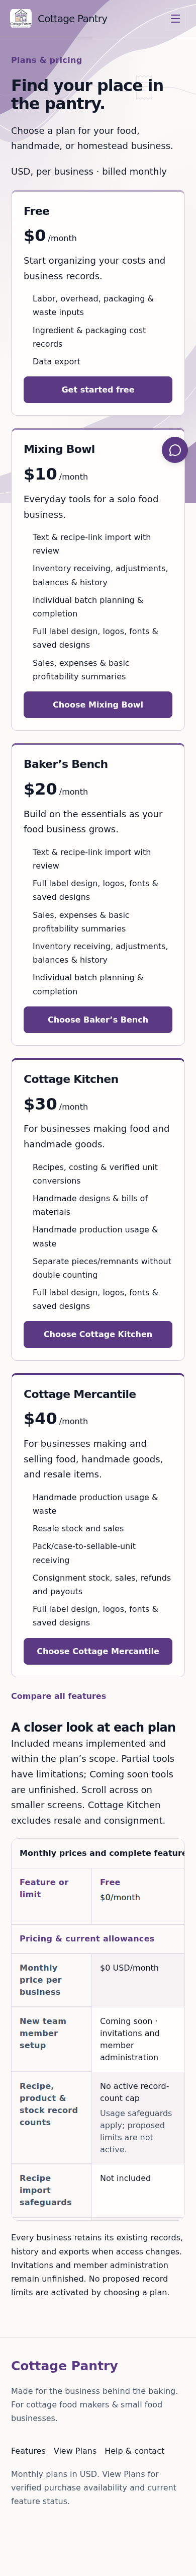 Cottage Pantry
Plans & pricing
Find your place in
the pantry.
Choose a plan for your food,
handmade, or homestead business.
USD, per business · billed monthly
Free
$0 /month
Start organizing your costs and
business records.
Labor, overhead, packaging &
waste inputs
Ingredient & packaging cost
records
Data export
Get started free
Mixing Bowl
$10 /month
Everyday tools for a solo food
business.
Text & recipe-link import with
review
Inventory receiving, adjustments,
balances & history
Individual batch planning &
completion
Full label design, logos, fonts &
saved designs
Sales, expenses & basic
profitability summaries
Choose Mixing Bowl
Baker’s Bench
$20 /month
Build on the essentials as your
food business grows.
Text & recipe-link import with
review
Full label design, logos, fonts &
saved designs
Sales, expenses & basic
profitability summaries
Inventory receiving, adjustments,
balances & history
Individual batch planning &
completion
Choose Baker’s Bench
Cottage Kitchen
$30 /month
For businesses making food and
handmade goods.
Recipes, costing & verified unit
conversions
Handmade designs & bills of
materials
Handmade production usage &
waste
Separate pieces/remnants without
double counting
Full label design, logos, fonts &
saved designs
Choose Cottage Kitchen
Cottage Mercantile
$40 /month
For businesses making and
selling food, handmade goods,
and resale items.
Handmade production usage &
waste
Resale stock and sales
Pack/case-to-sellable-unit
receiving
Consignment stock, sales, refunds
and payouts
Full label design, logos, fonts &
saved designs
Choose Cottage Mercantile
Compare all features
A closer look at each plan
Included means implemented and
within the plan’s scope. Partial tools
have limitations; Coming soon tools
are unfinished. Scroll across on
smaller screens. Cottage Kitchen
excludes resale and consignment.
Monthly prices and complete feature
Feature or
limit
Free
$0/month
Pricing & current allowances
Monthly
price per
business
$0 USD/month
New team
member
setup
Coming soon ·
invitations and
member
administration
Recipe,
product &
stock record
counts
No active record-
count cap
Usage safeguards
apply; proposed
limits are not
active.
Recipe
import
safeguards
Not included
Every business retains its existing records,
history and exports when access changes.
Invitations and member administration
remain unfinished. No proposed record
limits are activated by choosing a plan.
Cottage Pantry
Made for the business behind the baking.
For cottage food makers & small food
businesses.
Features View Plans Help & contact
Monthly plans in USD. View Plans for
verified purchase availability and current
feature status.